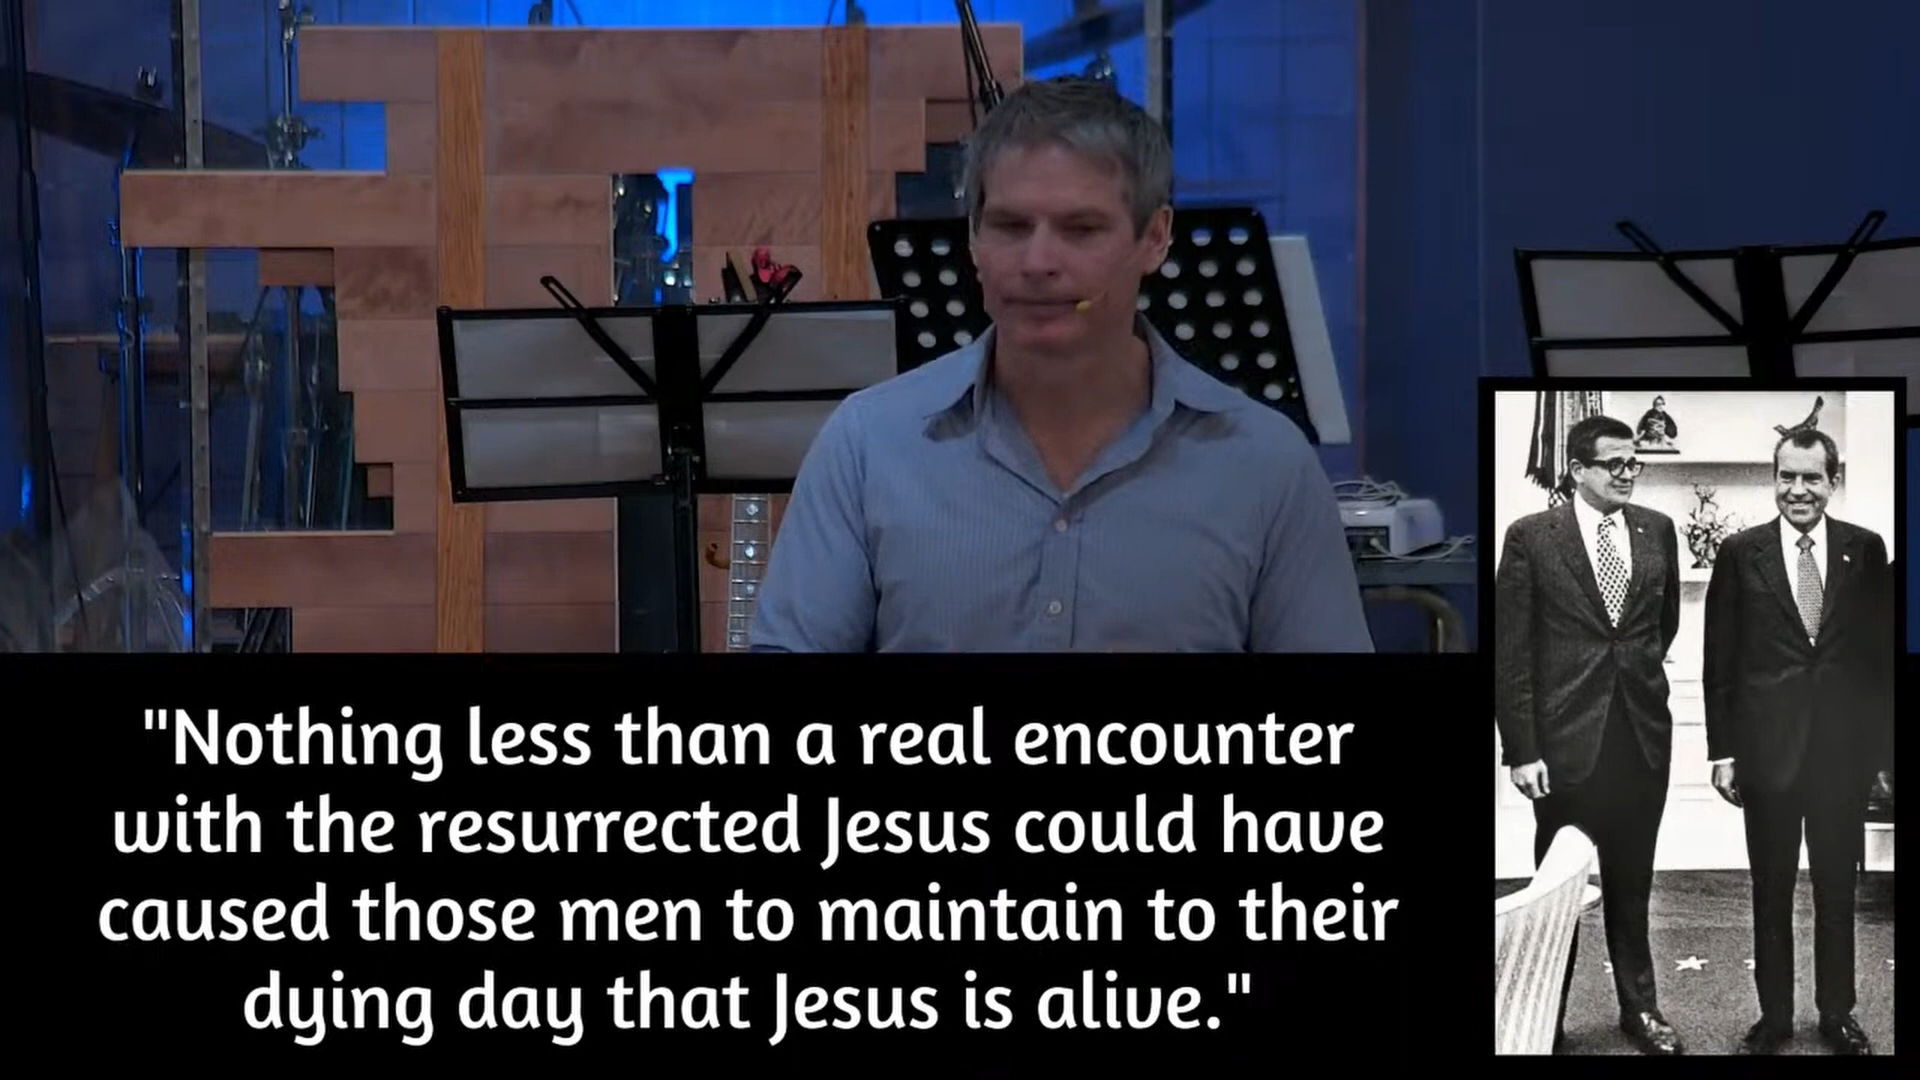 "Nothing less than a real encounter
with the resurrected Jesus could have
caused those men to maintain to their
dying day that Jesus is alive."